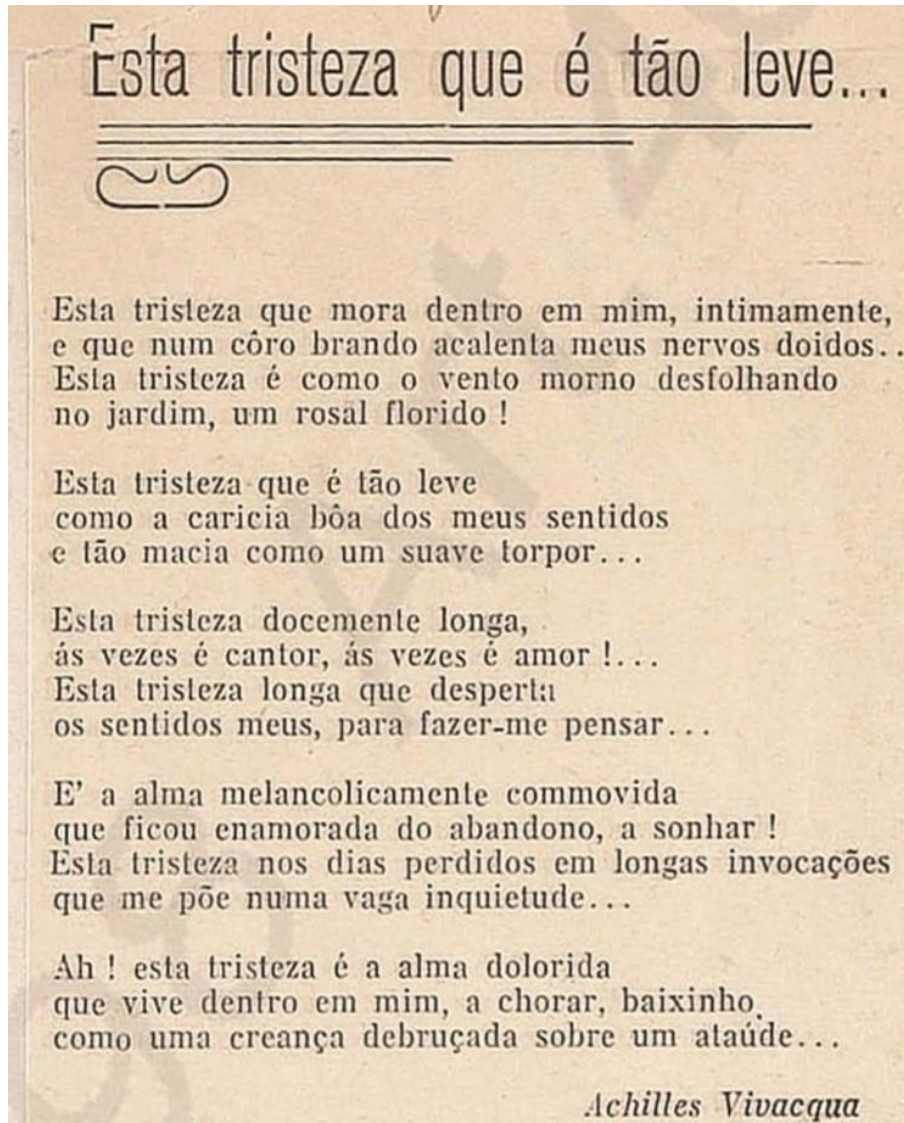 Esta tristeza que é tão leve...
Esta tristeza que mora dentro em mim, intimamente,
e que num côro brando acalenta meus nervos doidos..
Esta tristeza é como o vento morno desfolhando
no jardim, um rosal florido !
Esta tristeza que é tão leve
como a caricia bôa dos meus sentidos
e tão macia como um suave torpor...
Esta tristeza docemente longa,
ás vezes é cantor, ás vezes é amor !...
Esta tristeza longa que desperta
os sentidos meus, para fazer-me pensar...
E' a alma melancolicamente commovida
que ficou enamorada do abandono, a sonhar !
Esta tristeza nos dias perdidos em longas invocações
que me põe numa vaga inquietude...
Ah ! esta tristeza é a alma dolorida
que vive dentro em mim, a chorar, baixinho
como uma creança debruçada sobre um ataúde...
Achilles Vivacqua